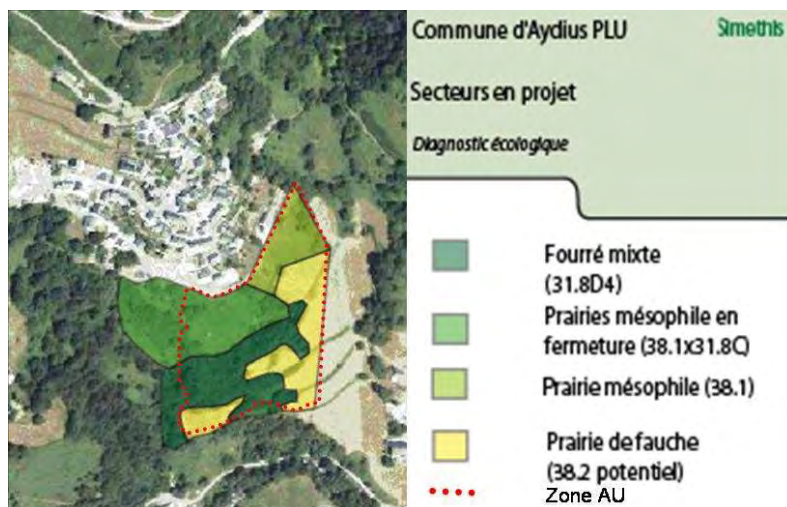 Commune d'Aydius PLU
Simethis
Secteurs en projet
Diagnostic écologique
Fourré mixte
(31.8D4)
Prairies mésophile en
fermeture (38.1x31.8C)
Prairie mésophile (38.1)
Prairie de fauche
(38.2 potentiel)
Zone AU